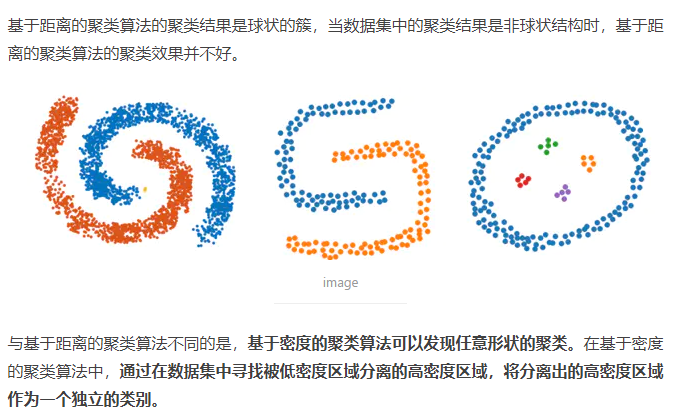 基于距离的聚类算法的聚类结果是球状的簇，当数据集中的聚类结果是非球状结构时，基于距
离的聚类算法的聚类效果并不好。
image
与基于距离的聚类算法不同的是，基于密度的聚类算法可以发现任意形状的聚类。在基于密度
的聚类算法中，通过在数据集中寻找被低密度区域分离的高密度区域，将分离出的高密度区域
作为一个独立的类别。